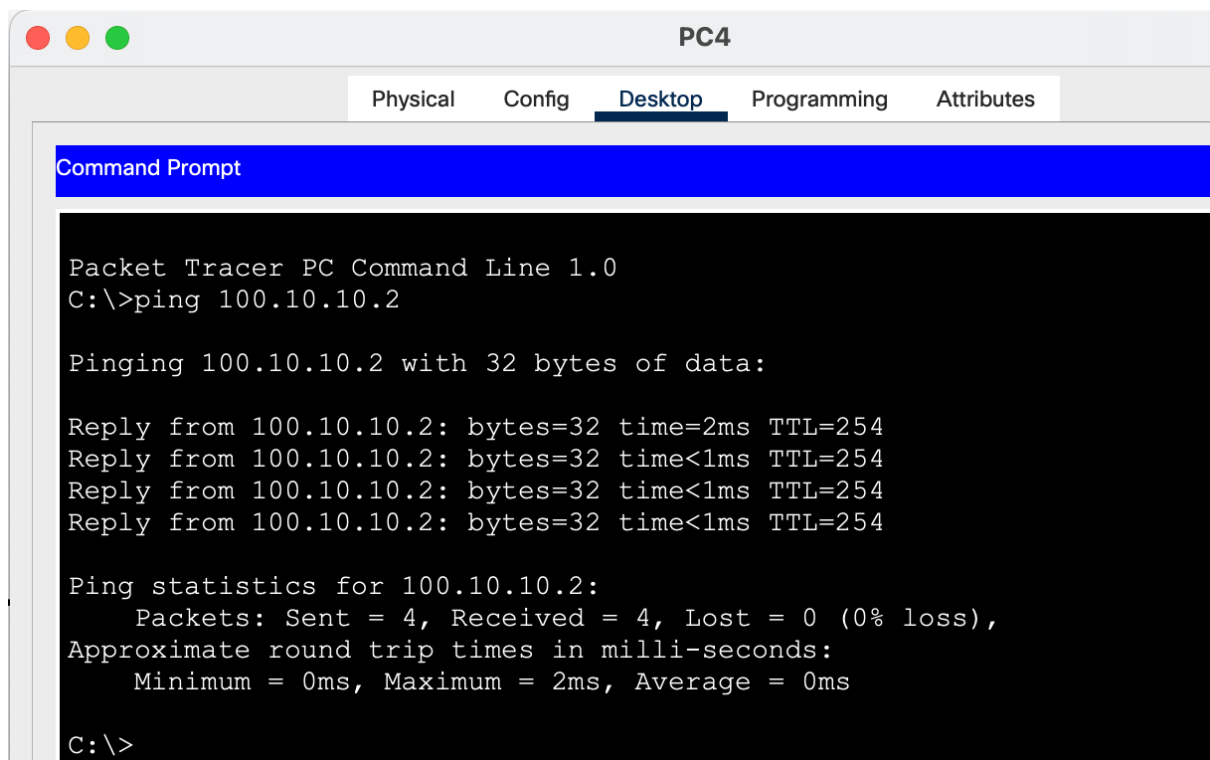 PC4
Physical Config Desktop Programming Attributes
Command Prompt
Packet Tracer PC Command Line 1.0
C:\>ping 100.10.10.2
Pinging 100.10.10.2 with 32 bytes of data:
Reply from 100.10.10.2: bytes=32 time=2ms TTL=254
Reply from 100.10.10.2: bytes=32 time<1ms TTL=254
Reply from 100.10.10.2: bytes=32 time<1ms TTL=254
Reply from 100.10.10.2: bytes=32 time<1ms TTL=254
Ping statistics for 100.10.10.2:
Packets: Sent = 4, Received = 4, Lost = 0 (0% loss),
Approximate round trip times in milli-seconds:
Minimum = 0ms, Maximum = 2ms, Average = 0ms
C:\>